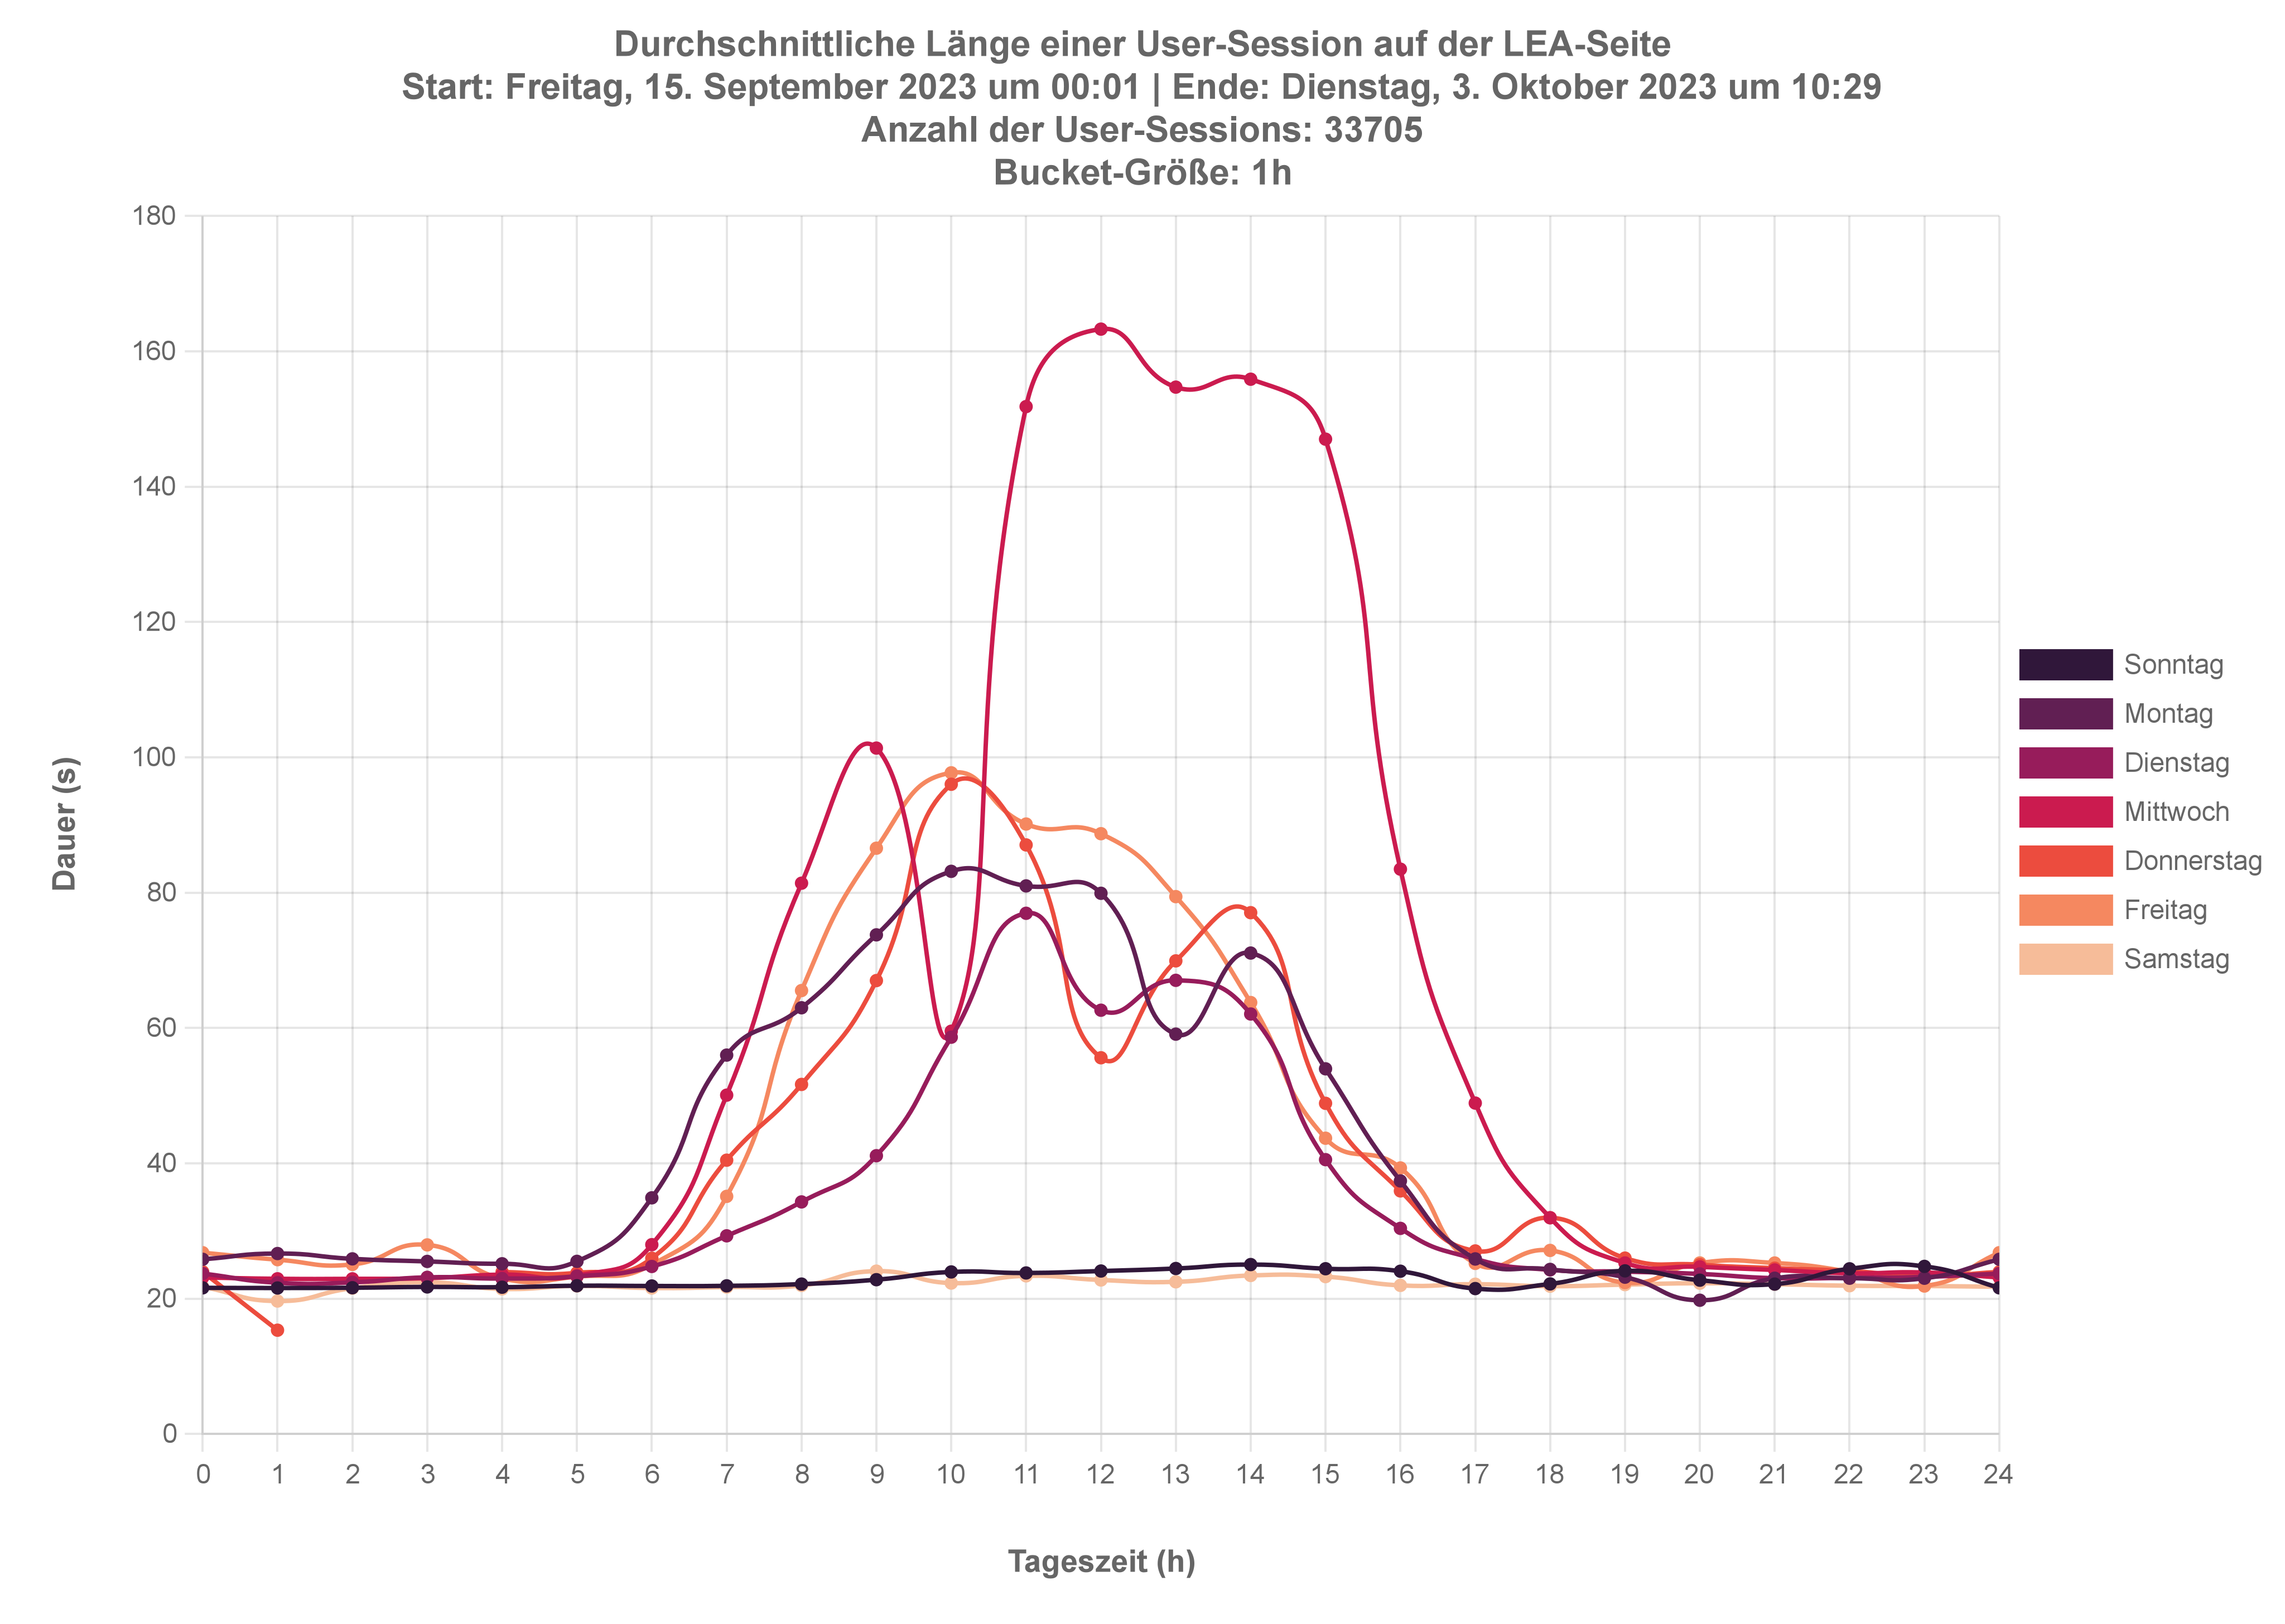 Durchschnittliche Länge einer User-Session auf der LEA-Seite
Start: Freitag, 15. September 2023 um 00:01 | Ende: Dienstag, 3. Oktober 2023 um 10:29
Anzahl der User-Sessions: 33705
Bucket-Größe: 1h
180
160
140
120
100
80
60
40
20
0
Dauer (s)
0 1 2 3 4 5 6 7 8 9 10 11 12 13 14 15 16 17 18 19 20 21 22 23 24
Tageszeit (h)
Sonntag
Montag
Dienstag
Mittwoch
Donnerstag
Freitag
Samstag